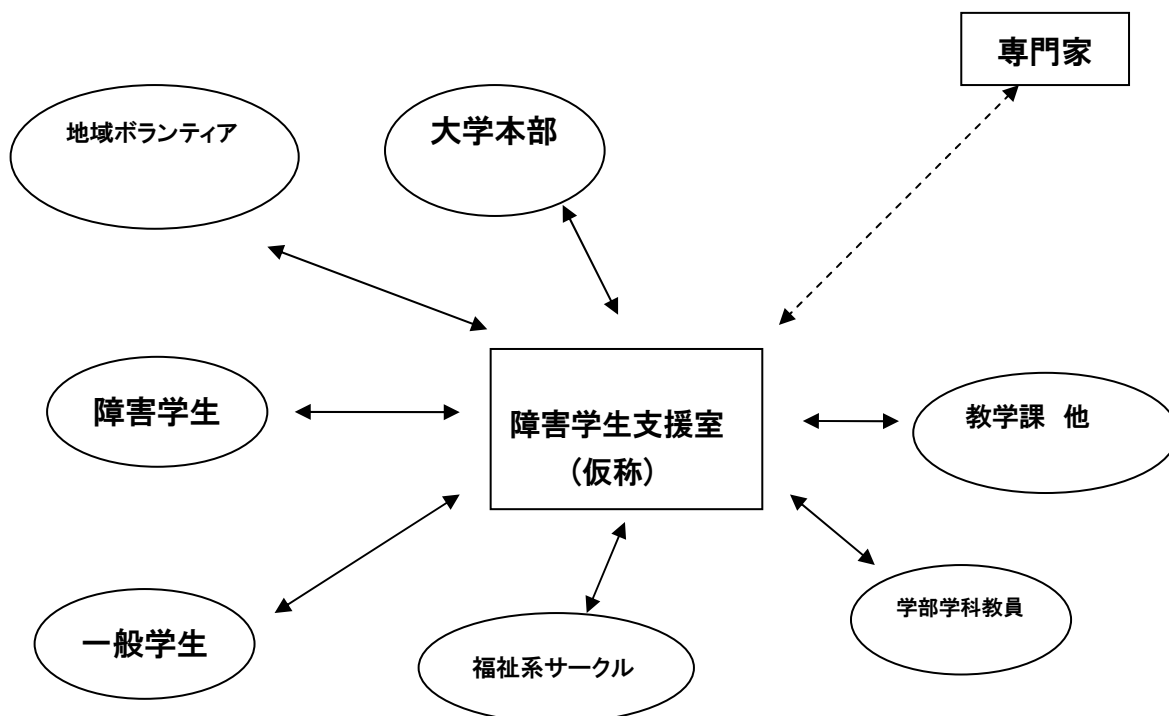 専門家
地域ボランティア
大学本部
障害学生
障害学生支援室
（仮称）
教学課　他
学部学科教員
一般学生
福祉系サークル